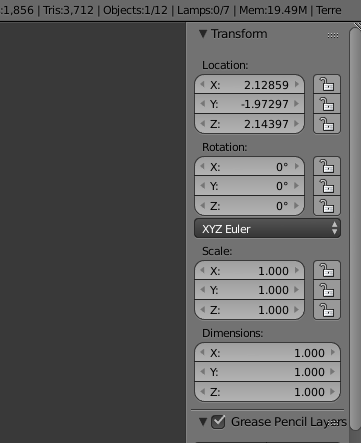 :1,856 | Tris:3,712 | Objects:1/12 | Lamps:0/7 | Mem:19.49M | Terre
Transform
Location:
X: 2.12859
Y: -1.97297
Z: 2.14397
Rotation:
X: 0°
Y: 0°
Z: 0°
XYZ Euler
Scale:
X: 1.000
Y: 1.000
Z: 1.000
Dimensions:
X: 1.000
Y: 1.000
Z: 1.000
Grease Pencil Layers